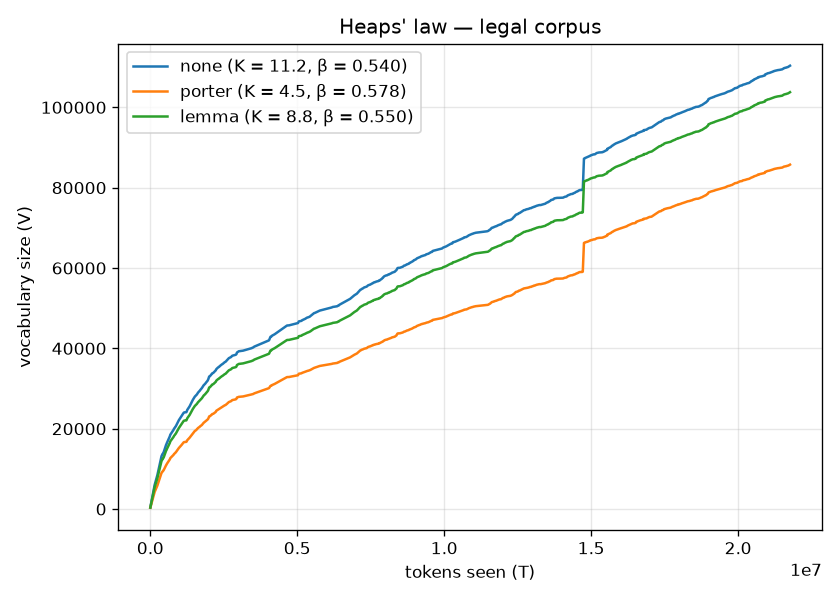 Heaps' law — legal corpus
none (K = 11.2, β = 0.540)
porter (K = 4.5, β = 0.578)
lemma (K = 8.8, β = 0.550)
vocabulary size (V)
100000
80000
60000
40000
20000
0
0.0 0.5 1.0 1.5 2.0
1e7
tokens seen (T)